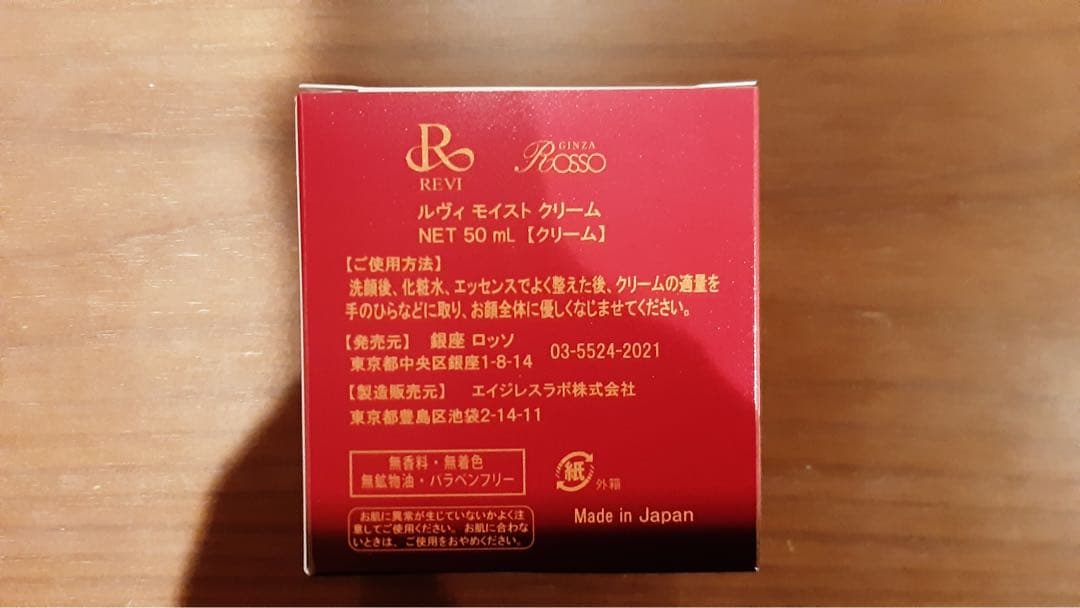 R
REVI
GINZA
Rosso
ルヴィ モイスト クリーム
NET 50 mL 【クリーム】
【ご使用方法】
洗顔後、化粧水、エッセンスでよく整えた後、クリームの適量を
手のひらなどに取り、お顔全体に優しくなじませてください。
【発売元】 銀座 ロッソ
東京都中央区銀座1-8-14 03-5524-2021
【製造販売元】 エイジレスラボ株式会社
東京都豊島区池袋2-14-11
無香料・無着色
無鉱物油・パラベンフリー
紙 外箱
お肌に異常が生じていないかよく注
意してご使用ください。お肌に合わな
いときは、ご使用をおやめください。
Made in Japan